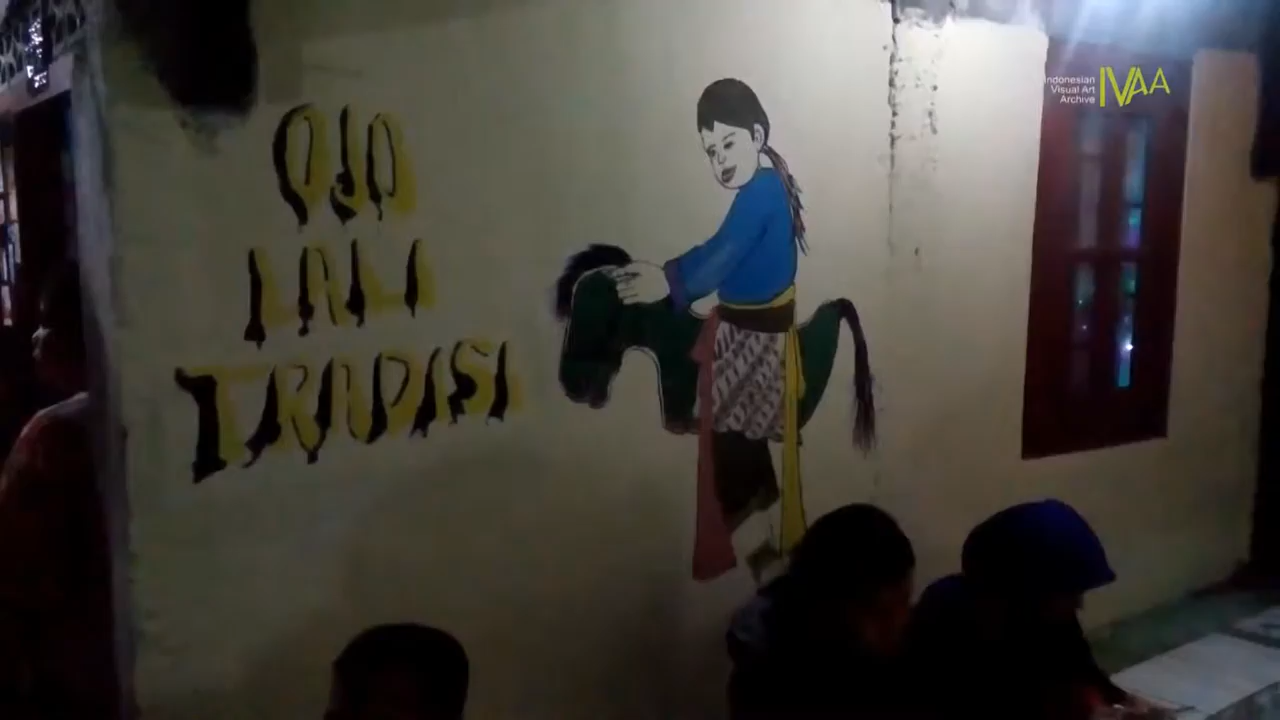 OJO
LALI
TRADISI
Indonesian
Visual Art
Archive
IVAA